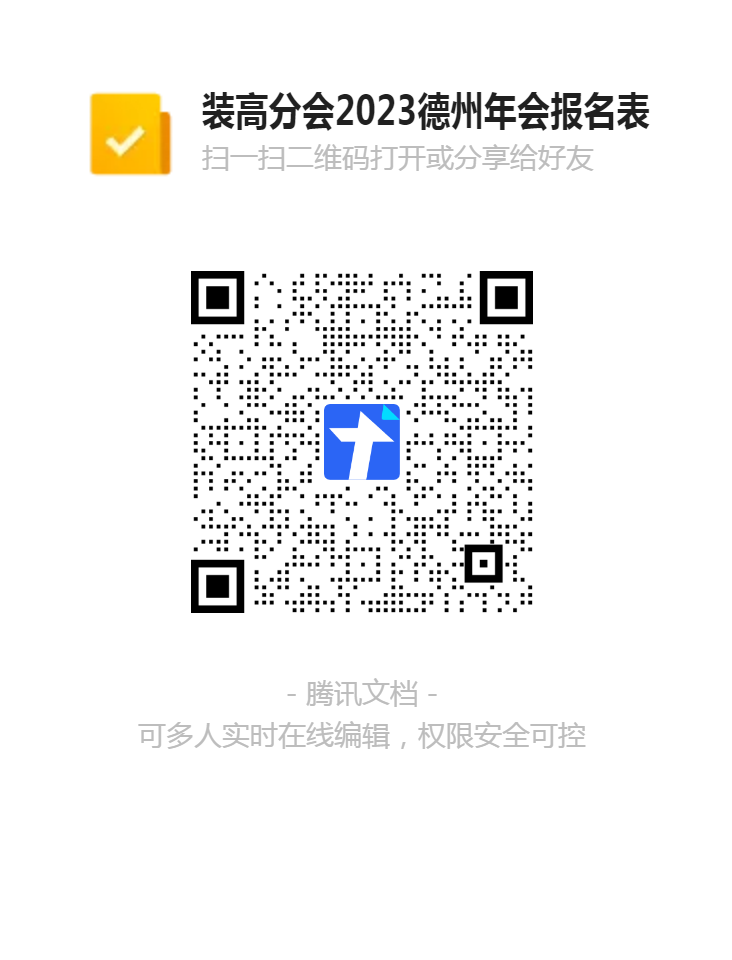 装高分会2023德州年会报名表
扫一扫二维码打开或分享给好友
- 腾讯文档 -
可多人实时在线编辑，权限安全可控